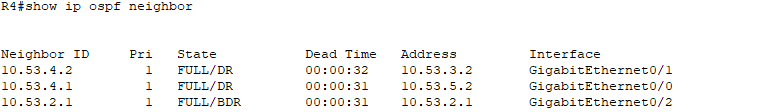 R4#show ip ospf neighbor
Neighbor ID     Pri   State           Dead Time   Address         Interface
10.53.4.2         1   FULL/DR         00:00:32    10.53.3.2       GigabitEthernet0/1
10.53.4.1         1   FULL/DR         00:00:31    10.53.5.2       GigabitEthernet0/0
10.53.2.1         1   FULL/BDR        00:00:31    10.53.2.1       GigabitEthernet0/2